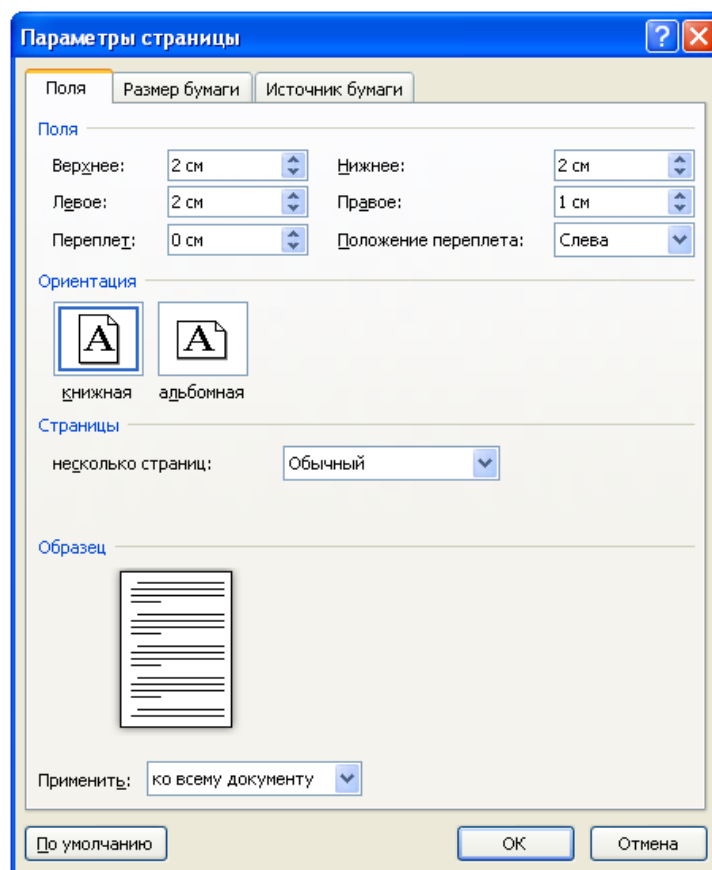 Параметры страницы
Поля Размер бумаги Источник бумаги
Поля
Верхнее: 2 см Нижнее: 2 см
Левое: 2 см Правое: 1 см
Переплет: 0 см Положение переплета: Слева
Ориентация
A A
книжная альбомная
Страницы
несколько страниц: Обычный
Образец
Применить: ко всему документу
По умолчанию ОК Отмена